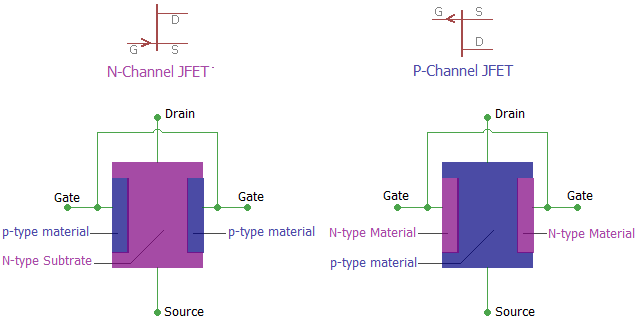 D
G
S
N-Channel JFET
G
S
D
P-Channel JFET
Drain
Gate
Gate
p-type material
p-type material
N-type Subtrate
Source
Drain
Gate
Gate
N-type Material
N-type Material
p-type material
Source